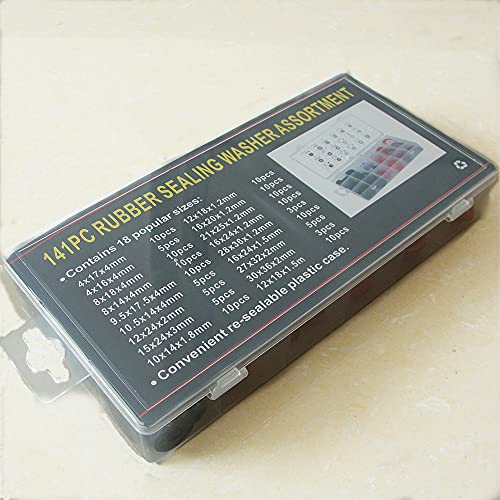 141PC RUBBER SEALING WASHER ASSORTMENT
•Contains 18 popular sizes:
4x17x4mm 10pcs 12x18x1.2mm 10pcs
4x16x4mm 5pcs 18x20x1.2mm 10pcs
8x18x4mm 10pcs 21x25x1.2mm 10pcs
8x14x4mm 10pcs 16x24x1.2mm 10pcs
9.5x17.5x4mm 10pcs 28x38x1.2mm 3pcs
10.5x14x4mm 5pcs 16x24x1.5mm 10pcs
12x24x2mm 5pcs 27x32x2mm 5pcs
15x24x3mm 5pcs 30x36x2mm 3pcs
10x14x1.8mm 10pcs 12x18x1.5m 10pcs
•Convenient re-sealable plastic case.